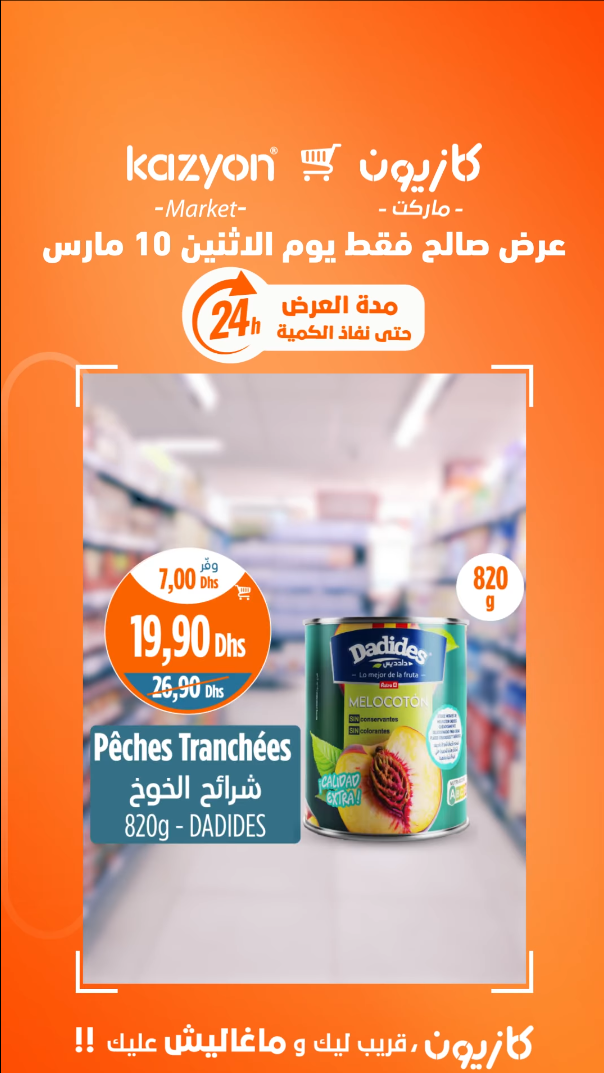 kazyon® كازيون
-Market- - ماركت -
عرض صالح فقط يوم الاثنين 10 مارس
24h
مدة العرض
حتى نفاذ الكمية
وفّر
7,00 Dhs
19,90 Dhs
26,90 Dhs
820
g
Pêches Tranchées
شرائح الخوخ
820g - DADIDES
Dadides
داديس
Lo mejor de la fruta
MELOCOTÓN
SIN conservantes
SIN colorantes
¡CALIDAD
EXTRA!
كازيون، قريب ليك و ماغاليش عليك !!